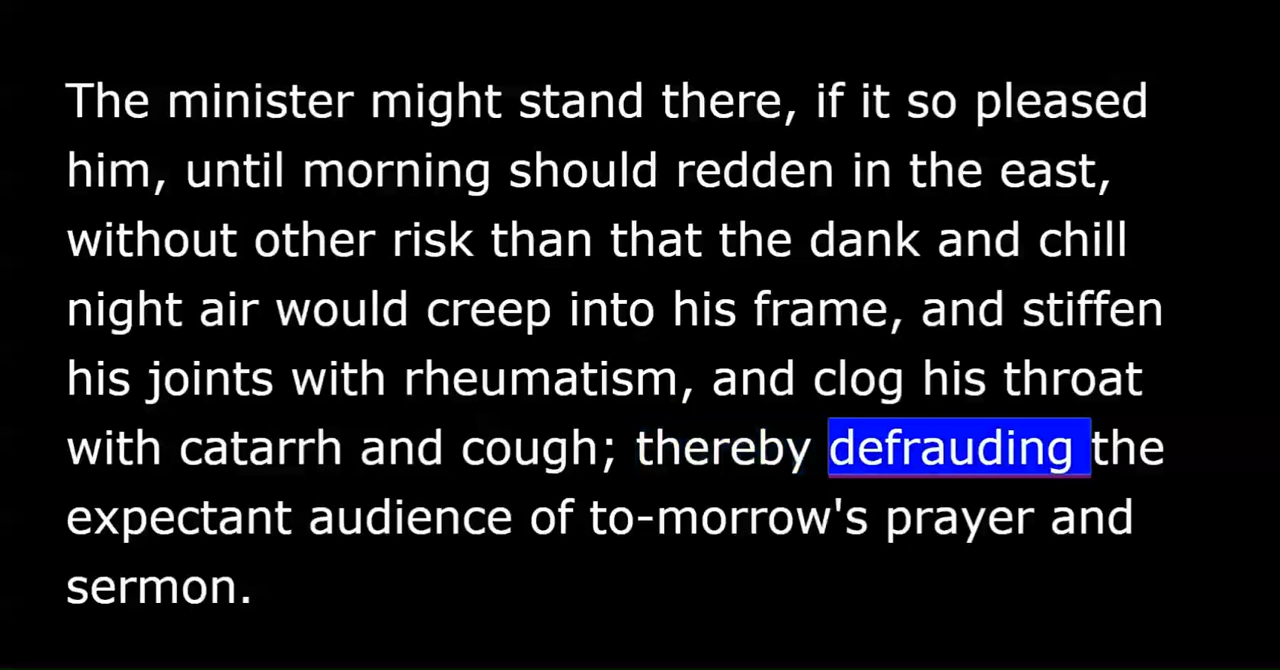 The minister might stand there, if it so pleased
him, until morning should redden in the east,
without other risk than that the dank and chill
night air would creep into his frame, and stiffen
his joints with rheumatism, and clog his throat
with catarrh and cough; thereby defrauding the
expectant audience of to-morrow's prayer and
sermon.